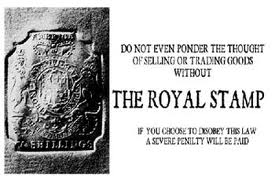 DO NOT EVEN PONDER THE THOUGHT
OF SELLING OR TRADING GOODS
WITHOUT
THE ROYAL STAMP
IF YOU CHOOSE TO DISOBEY THIS LAW
A SEVERE PENILTY WILL BE PAID
SHILLINGS